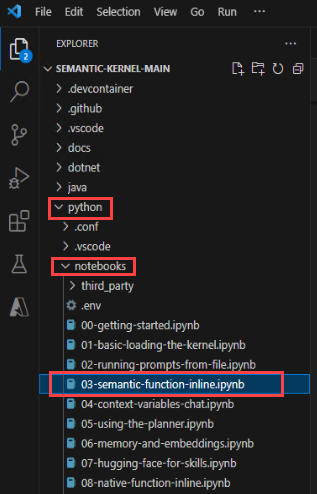 File Edit Selection View Go Run
EXPLORER ...
2
SEMANTIC-KERNEL-MAIN
.devcontainer
.github
.vscode
docs
dotnet
java
python
.conf
.vscode
notebooks
third_party
.env
00-getting-started.ipynb
01-basic-loading-the-kernel.ipynb
02-running-prompts-from-file.ipynb
03-semantic-function-inline.ipynb
04-context-variables-chat.ipynb
05-using-the-planner.ipynb
06-memory-and-embeddings.ipynb
07-hugging-face-for-skills.ipynb
08-native-function-inline.ipynb